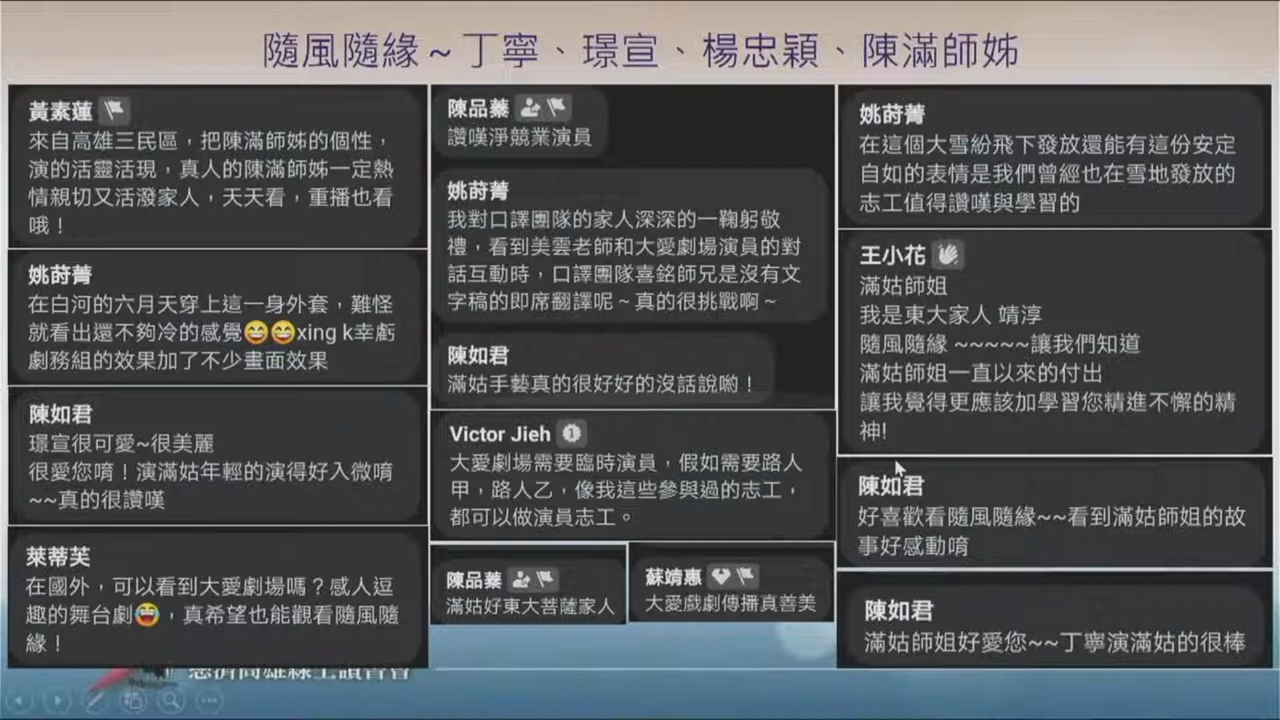 隨風隨緣～丁寧、璟宣、楊忠穎、陳滿師姊
黃素蓮
來自高雄三民區，把陳滿師姊的個性，
演的活靈活現，真人的陳滿師姊一定熱
情親切又活潑家人，天天看，重播也看
哦！
姚莳菁
在白河的六月天穿上這一身外套，難怪
就看出還不夠冷的感覺😄😄xing k幸虧
劇務組的效果加了不少畫面效果
陳如君
璟宣很可愛~很美麗
很愛您唷！演滿姑年輕的演得好入微唷
~~真的很讚嘆
萊蒂芙
在國外，可以看到大愛劇場嗎？感人逗
趣的舞台劇😂，真希望也能觀看隨風隨
緣！
陳品蓁
讚嘆淨競業演員
姚莳菁
我對口譯團隊的家人深深的一鞠躬敬
禮，看到美雲老師和大愛劇場演員的對
話互動時，口譯團隊喜銘師兄是沒有文
字稿的即席翻譯呢～真的很挑戰啊～
陳如君
滿姑手藝真的很好好的沒話說喲！
Victor Jieh 1
大愛劇場需要臨時演員，假如需要路人
甲，路人乙，像我這些參與過的志工，
都可以做演員志工。
陳品蓁
滿姑好東大菩薩家人
蘇靖惠
大愛戲劇傳播真善美
姚莳菁
在這個大雪紛飛下發放還能有這份安定
自如的表情是我們曾經也在雪地發放的
志工值得讚嘆與學習的
王小花
滿姑師姐
我是東大家人 靖淳
隨風隨緣 ~~~~~讓我們知道
滿姑師姐一直以來的付出
讓我覺得更應該加學習您精進不懈的精
神!
陳如君
好喜歡看隨風隨緣~~看到滿姑師姐的故
事好感動唷
陳如君
滿姑師姐好愛您~~丁寧演滿姑的很棒
慈濟高雄線上讀書會